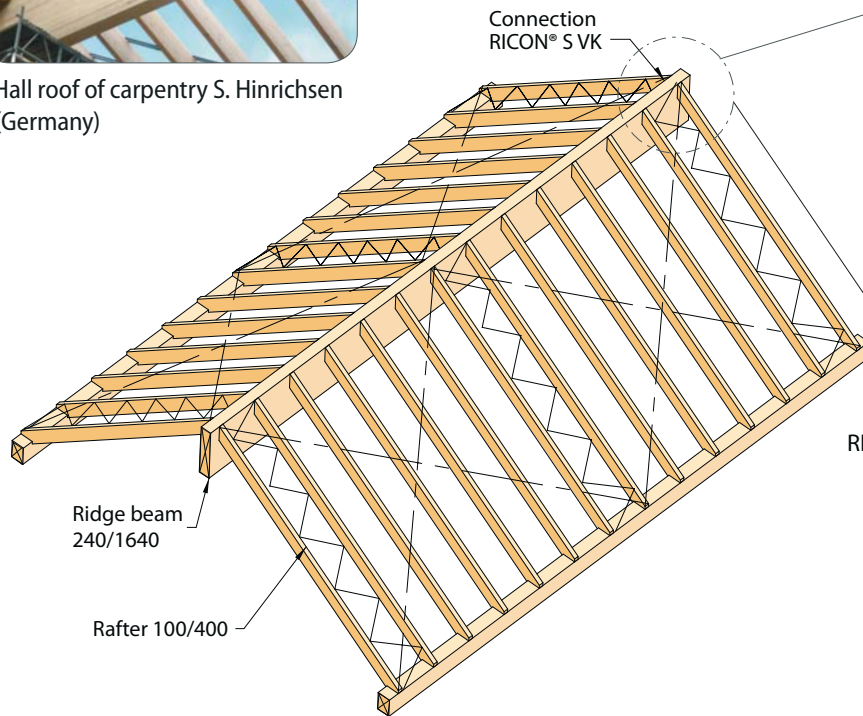 Connection
RICON® S VK
Hall roof of carpentry S. Hinrichsen
(Germany)
Ridge beam
240/1640
Rafter 100/400